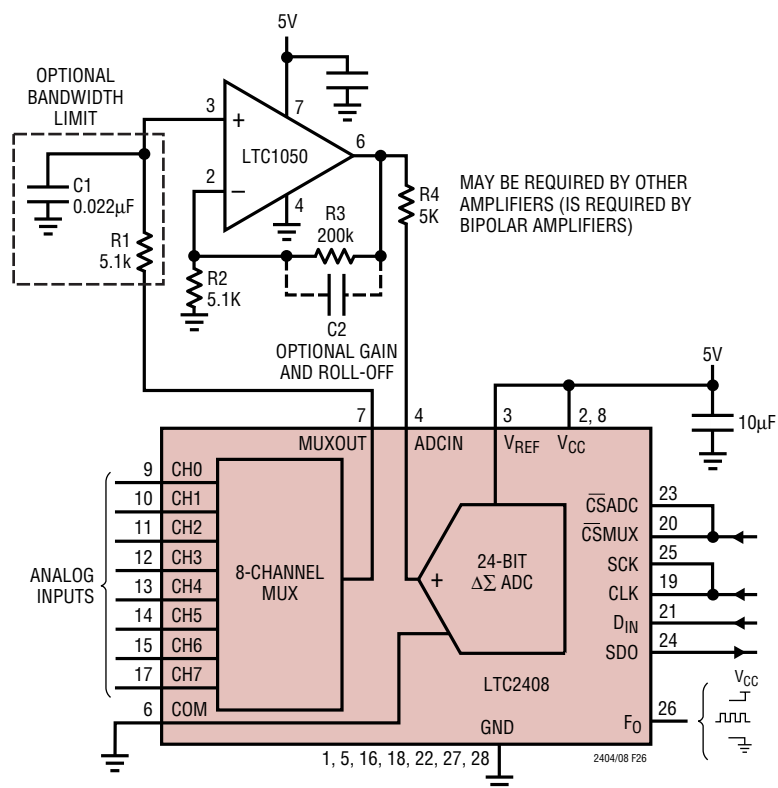 5V
OPTIONAL
BANDWIDTH
LIMIT
3
+
7
LTC1050
6
2
–
4
C1
0.022µF
R1
5.1k
R4
5K
MAY BE REQUIRED BY OTHER
AMPLIFIERS (IS REQUIRED BY
BIPOLAR AMPLIFIERS)
R3
200k
R2
5.1K
C2
OPTIONAL GAIN
AND ROLL-OFF
5V
10µF
7
4
3
2, 8
MUXOUT
ADCIN
VREF
VCC
ANALOG
INPUTS
9 CH0
10 CH1
11 CH2
12 CH3
13 CH4
14 CH5
15 CH6
17 CH7
6 COM
8-CHANNEL
MUX
+
24-BIT
ΔΣ ADC
C̅S̅ADC 23
C̅S̅MUX 20
SCK 25
CLK 19
DIN 21
SDO 24
LTC2408
FO 26
VCC
GND
1, 5, 16, 18, 22, 27, 28
2404/08 F26